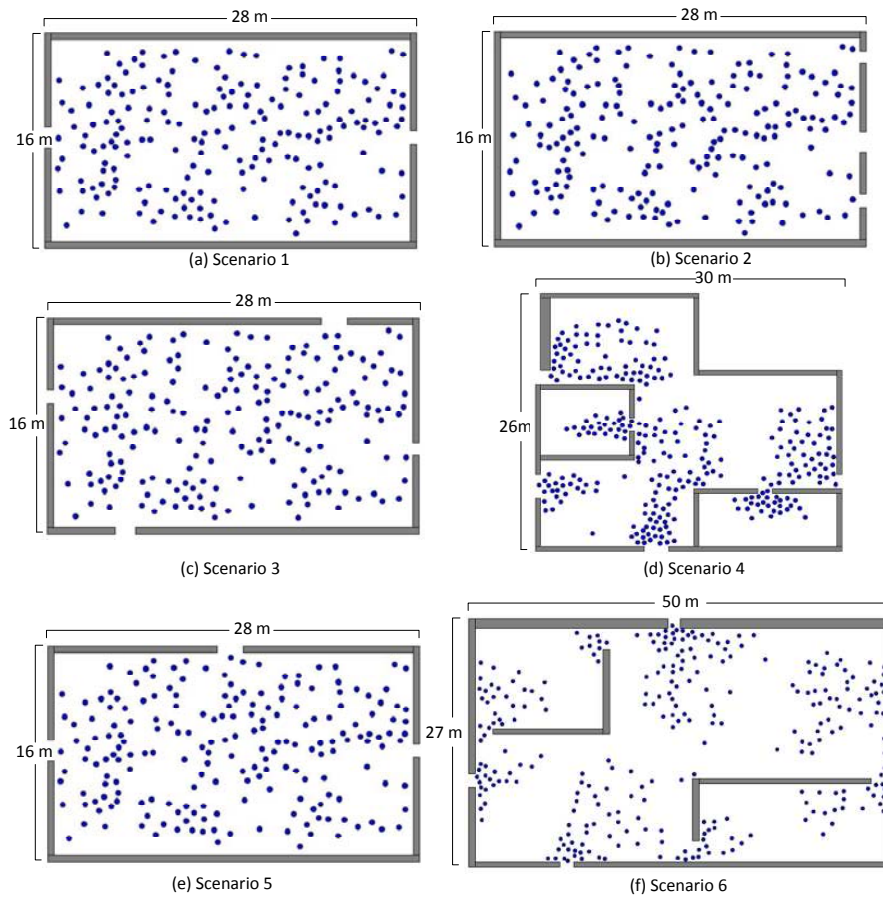 28 m
16 m
(a) Scenario 1
28 m
16 m
(b) Scenario 2
28 m
16 m
(c) Scenario 3
30 m
26m
(d) Scenario 4
28 m
16 m
(e) Scenario 5
50 m
27 m
(f) Scenario 6